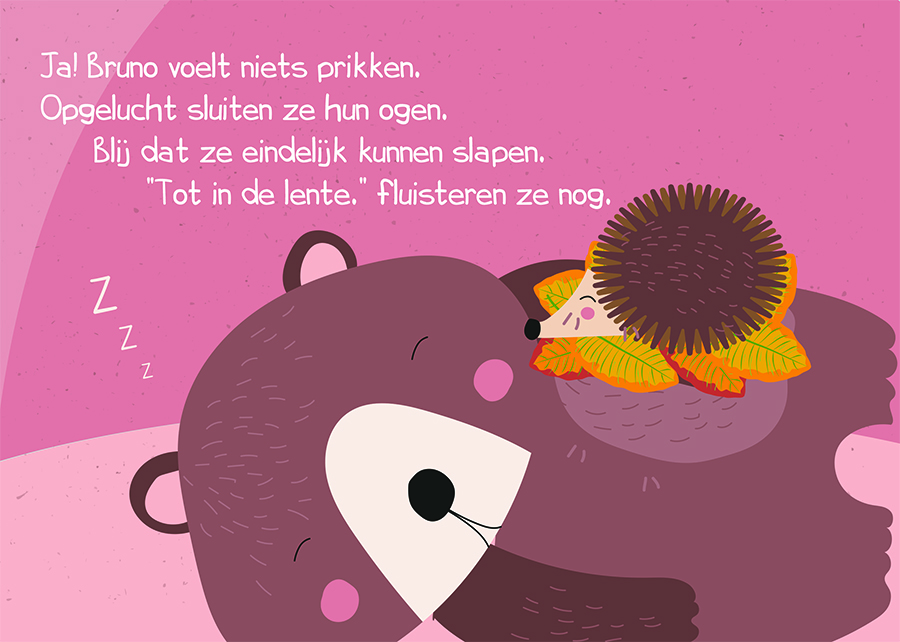 Ja! Bruno voelt niets prikken.
Opgelucht sluiten ze hun ogen.
Blij dat ze eindelijk kunnen slapen.
"Tot in de lente." fluisteren ze nog.
Z
Z
Z